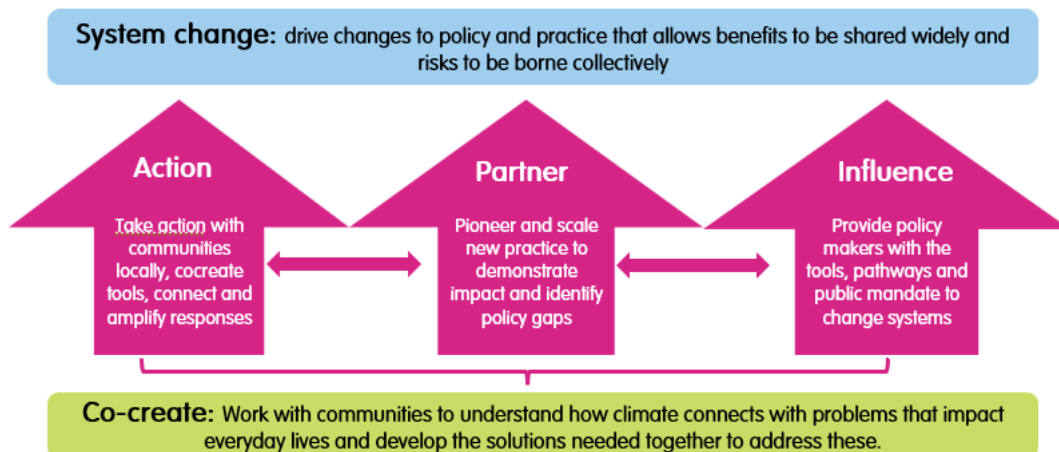 System change: drive changes to policy and practice that allows benefits to be shared widely and
risks to be borne collectively
Action
Take action with
communities
locally, cocreate
tools, connect and
amplify responses
Partner
Pioneer and scale
new practice to
demonstrate
impact and identify
policy gaps
Influence
Provide policy
makers with the
tools, pathways and
public mandate to
change systems
Co-create: Work with communities to understand how climate connects with problems that impact
everyday lives and develop the solutions needed together to address these.